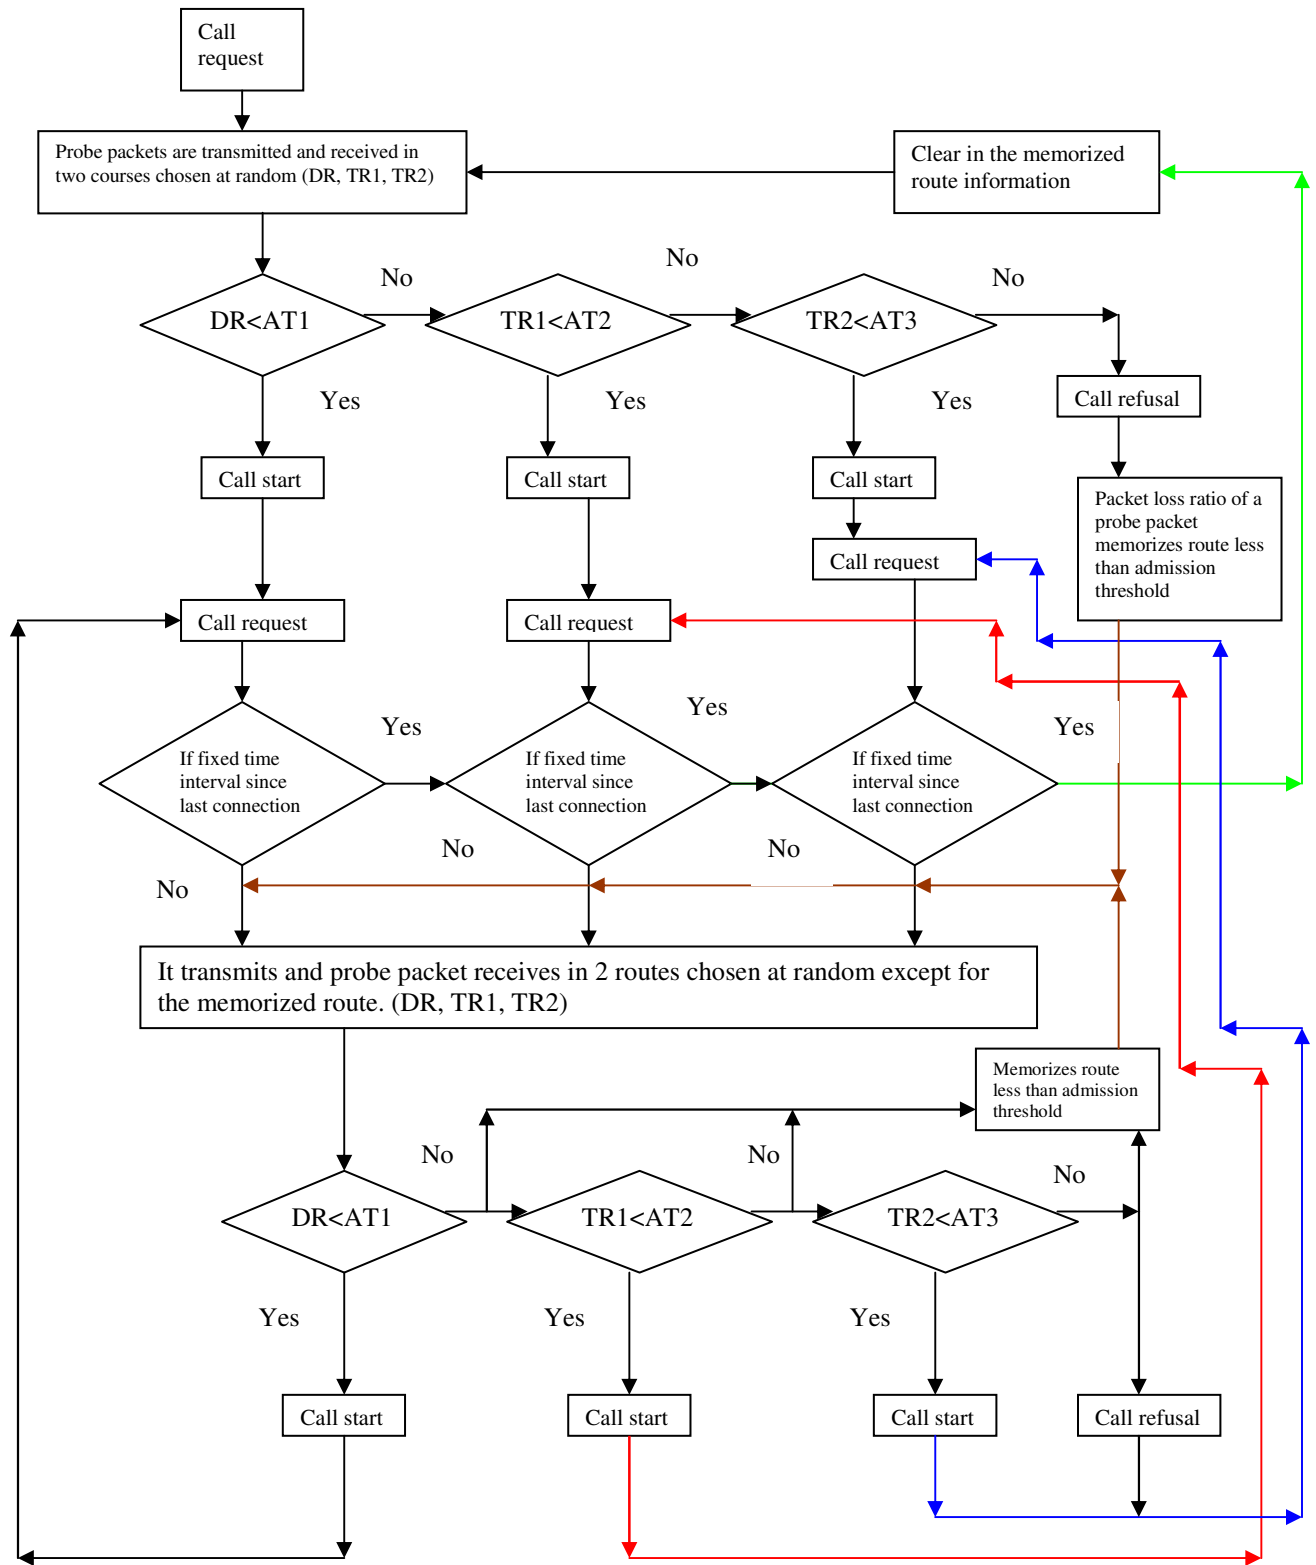 Call
request
Probe packets are transmitted and received in
two courses chosen at random (DR, TR1, TR2)
Clear in the memorized
route information
No
No
No
DR<AT1
TR1<AT2
TR2<AT3
Yes
Yes
Yes
Call refusal
Call start
Call start
Call start
Packet loss ratio of a
probe packet
memorizes route less
than admission
threshold
Call request
Call request
Call request
Yes
Yes
Yes
If fixed time
interval since
last connection
If fixed time
interval since
last connection
If fixed time
interval since
last connection
No
No
No
It transmits and probe packet receives in 2 routes chosen at random except for
the memorized route. (DR, TR1, TR2)
Memorizes route
less than admission
threshold
No
No
No
DR<AT1
TR1<AT2
TR2<AT3
Yes
Yes
Yes
Call start
Call start
Call start
Call refusal